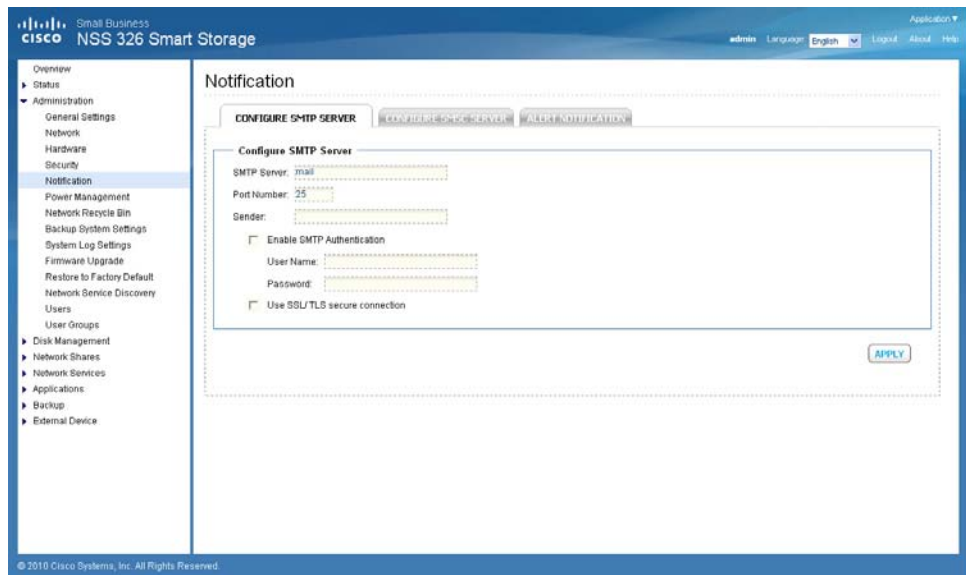 Small Business
CISCO NSS 326 Smart Storage
Application
admin Language: English Logout About Help
Overview
Status
Administration
General Settings
Network
Hardware
Security
Notification
Power Management
Network Recycle Bin
Backup System Settings
System Log Settings
Firmware Upgrade
Restore to Factory Default
Network Service Discovery
Users
User Groups
Disk Management
Network Shares
Network Services
Applications
Backup
External Device
Notification
CONFIGURE SMTP SERVER CONFIGURE SMSC SERVER ALERT NOTIFICATION
Configure SMTP Server
SMTP Server: mail
Port Number: 25
Sender:
Enable SMTP Authentication
User Name:
Password:
Use SSL/TLS secure connection
APPLY
© 2010 Cisco Systems, Inc. All Rights Reserved.